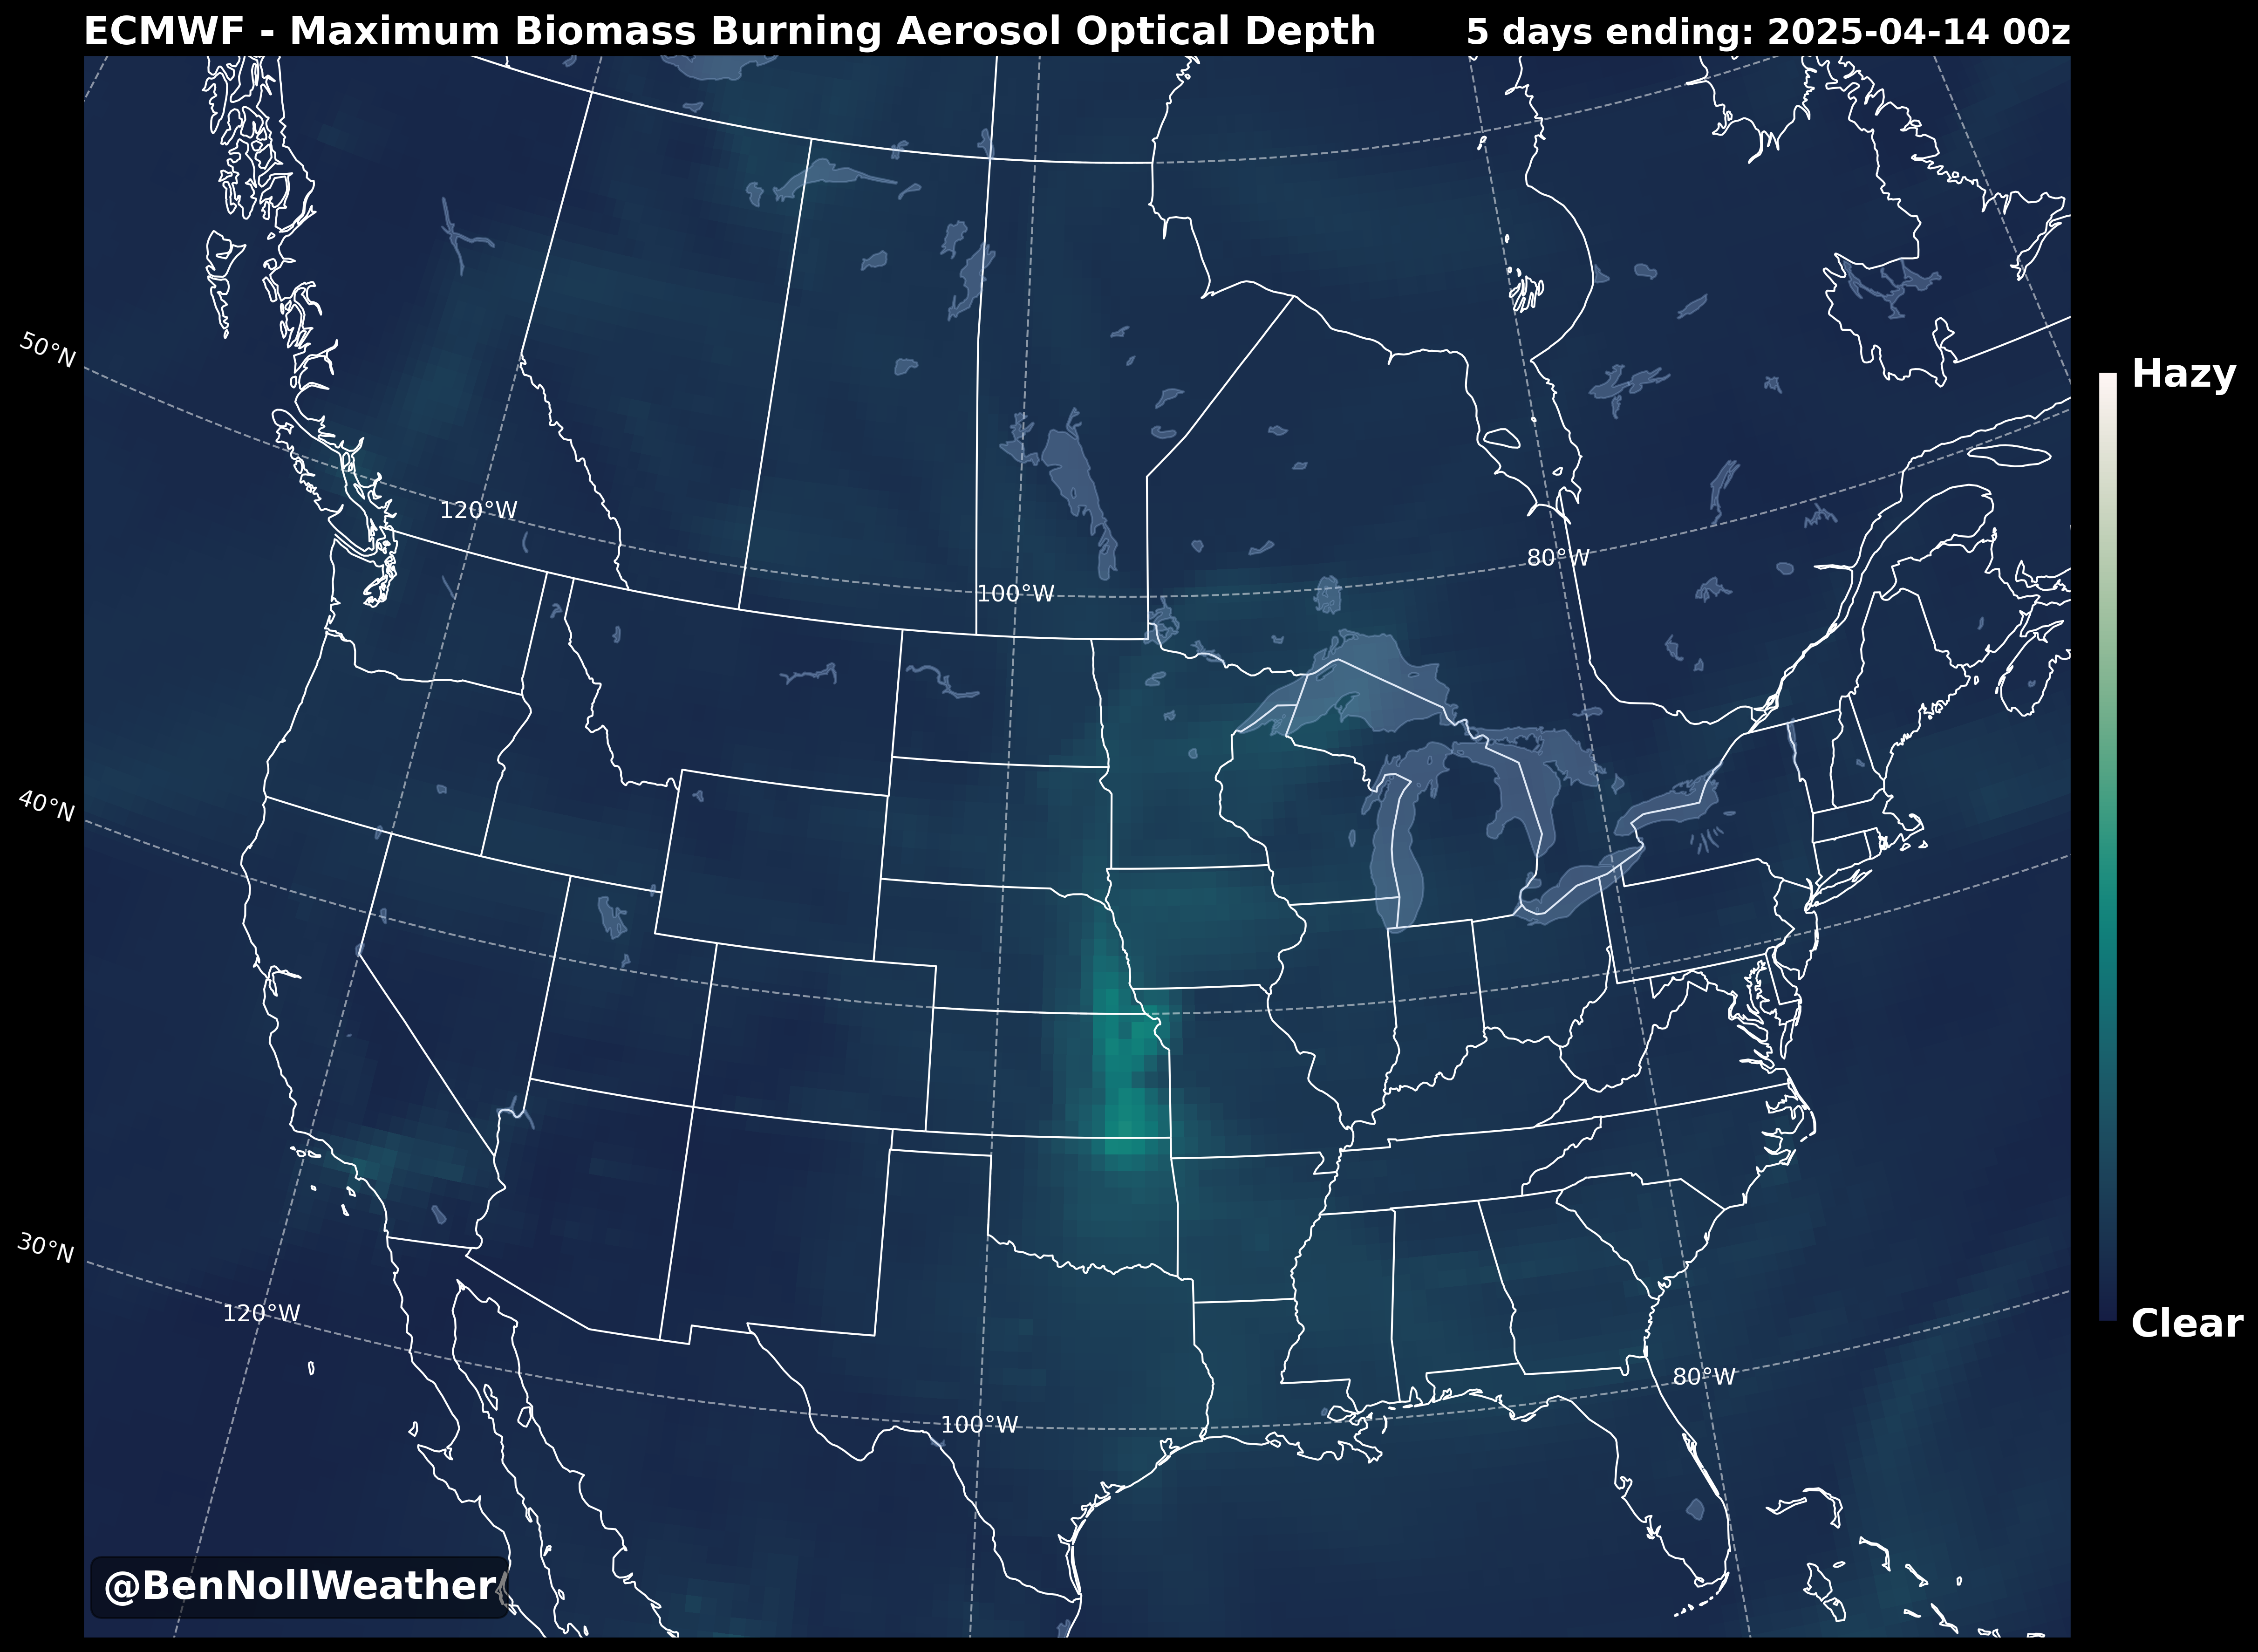 ECMWF - Maximum Biomass Burning Aerosol Optical Depth
5 days ending: 2025-04-14 00z
50°N
Hazy
120°W
80°W
100°W
40°N
30°N
120°W
Clear
80°W
100°W
@BenNollWeather